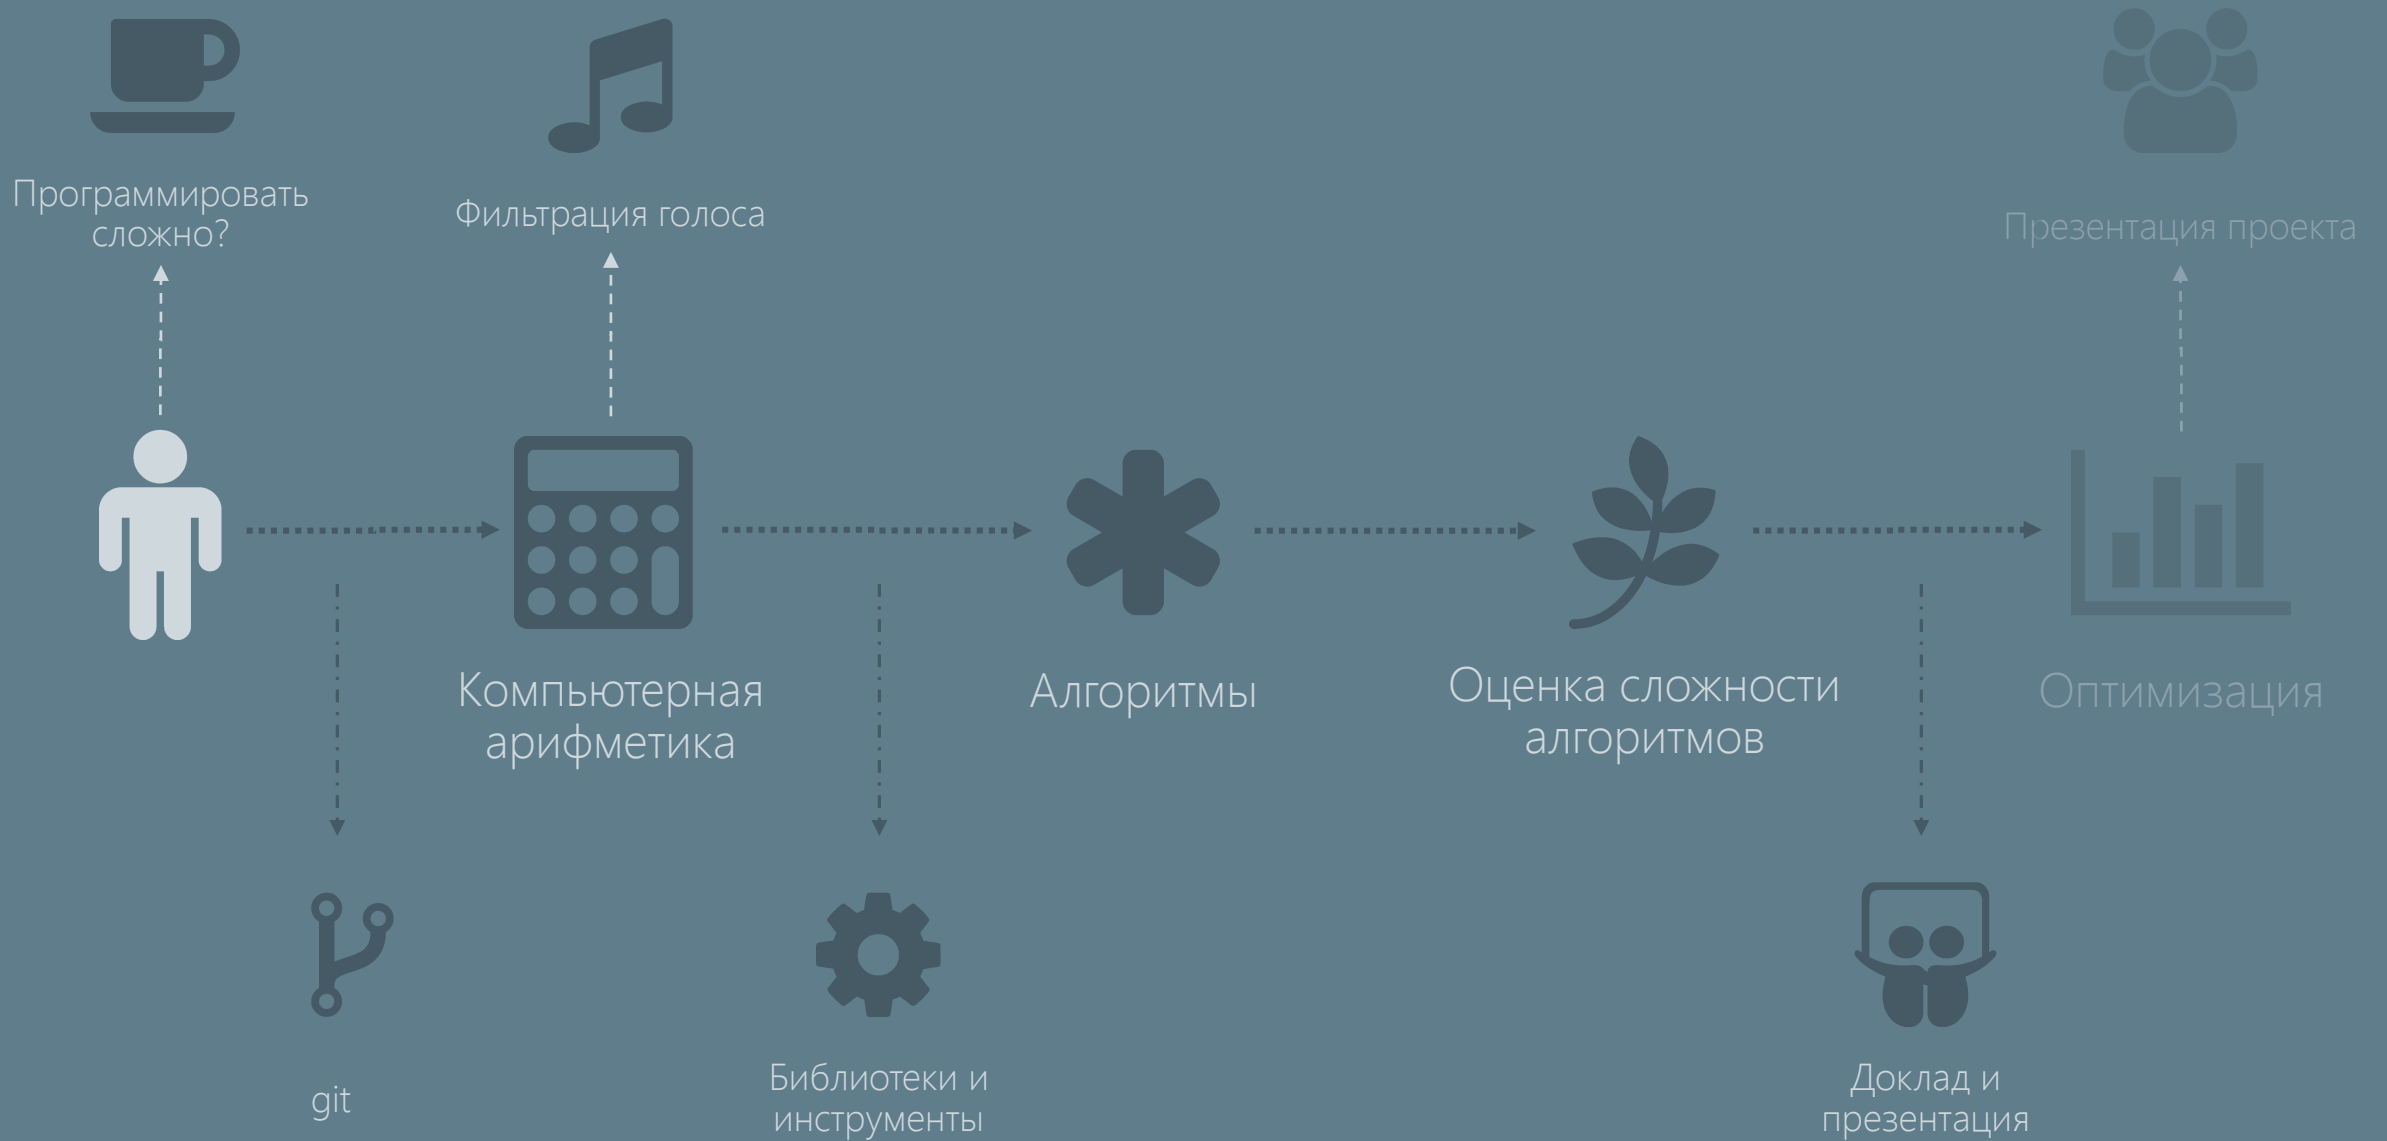 Программировать
сложно?
Фильтрация голоса
Презентация проекта
Компьютерная
арифметика
Алгоритмы
Оценка сложности
алгоритмов
Оптимизация
git
Библиотеки и
инструменты
Доклад и
презентация